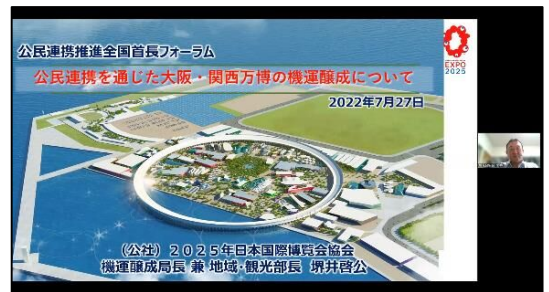 公民連携推進全国首長フォーラム
公民連携を通じた大阪・関西万博の機運醸成について
2022年7月27日
EXPO
2025
(公社)2025年日本国際博覧会協会
機運醸成局長 兼 地域・観光部長 堺井啓公